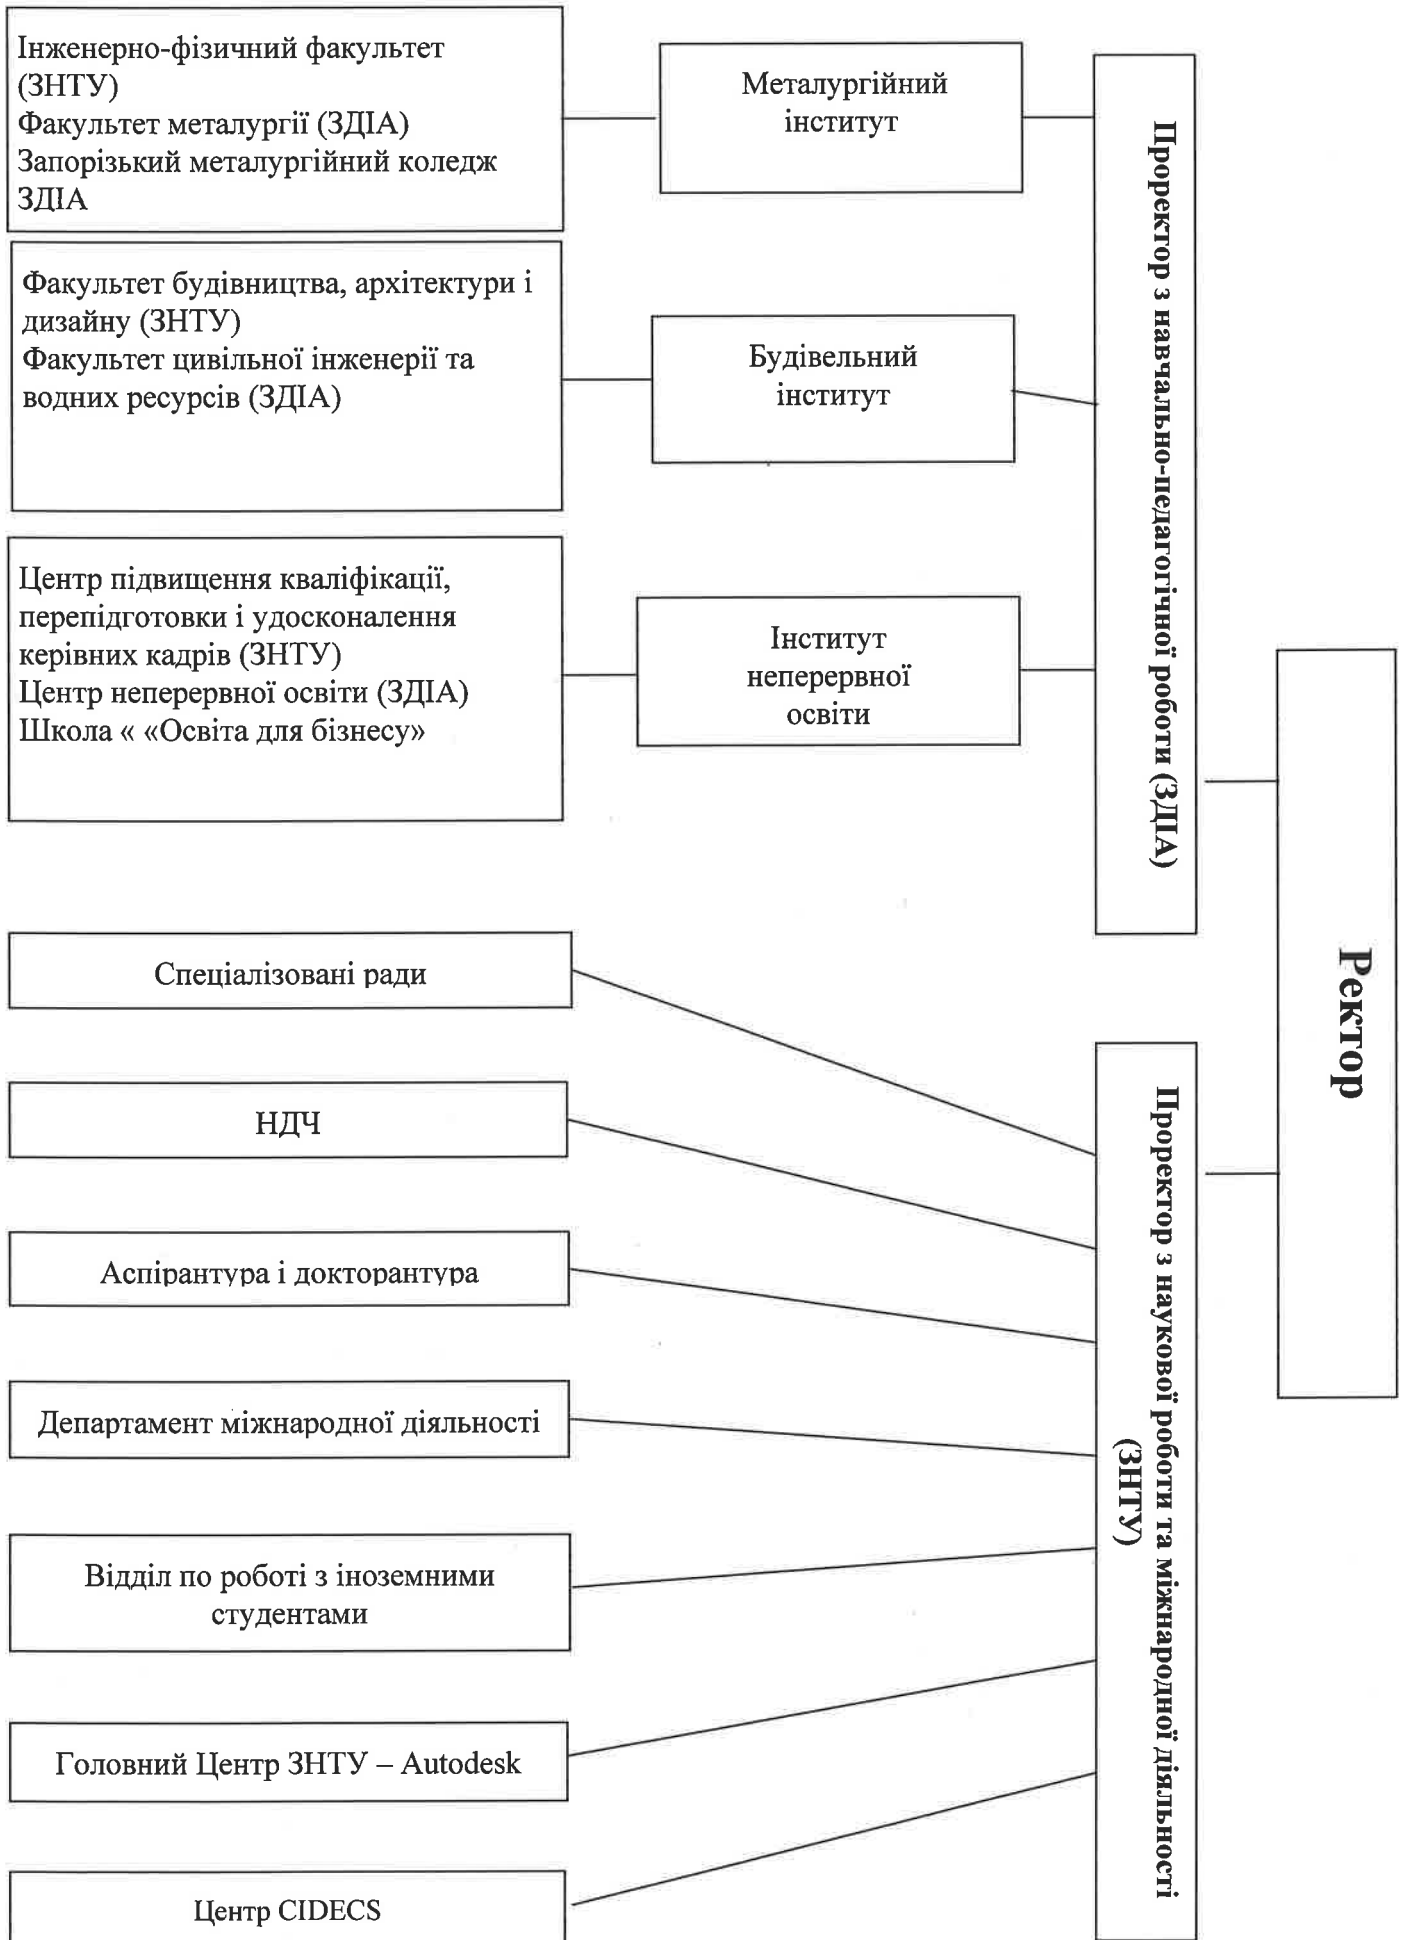 Інженерно-фізичний факультет
(ЗНТУ)
Факультет металургії (ЗДІА)
Запорізький металургійний коледж
ЗДІА
Металургійний
інститут
Факультет будівництва, архітектури і
дизайну (ЗНТУ)
Факультет цивільної інженерії та
водних ресурсів (ЗДІА)
Будівельний
інститут
Центр підвищення кваліфікації,
перепідготовки і удосконалення
керівних кадрів (ЗНТУ)
Центр неперервної освіти (ЗДІА)
Школа « «Освіта для бізнесу»
Інститут
неперервної
освіти
Проректор з навчально-педагогічної роботи (ЗДІА)
Ректор
Спеціалізовані ради
НДЧ
Аспірантура і докторантура
Департамент міжнародної діяльності
Відділ по роботі з іноземними
студентами
Головний Центр ЗНТУ – Autodesk
Центр CIDECS
Проректор з наукової роботи та міжнародної діяльності
(ЗНТУ)